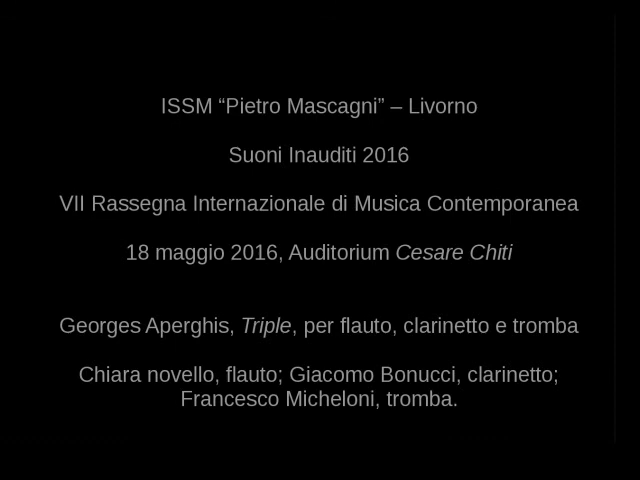 ISSM “Pietro Mascagni” – Livorno
Suoni Inauditi 2016
VII Rassegna Internazionale di Musica Contemporanea
18 maggio 2016, Auditorium Cesare Chiti
Georges Aperghis, Triple, per flauto, clarinetto e tromba
Chiara novello, flauto; Giacomo Bonucci, clarinetto;
Francesco Micheloni, tromba.